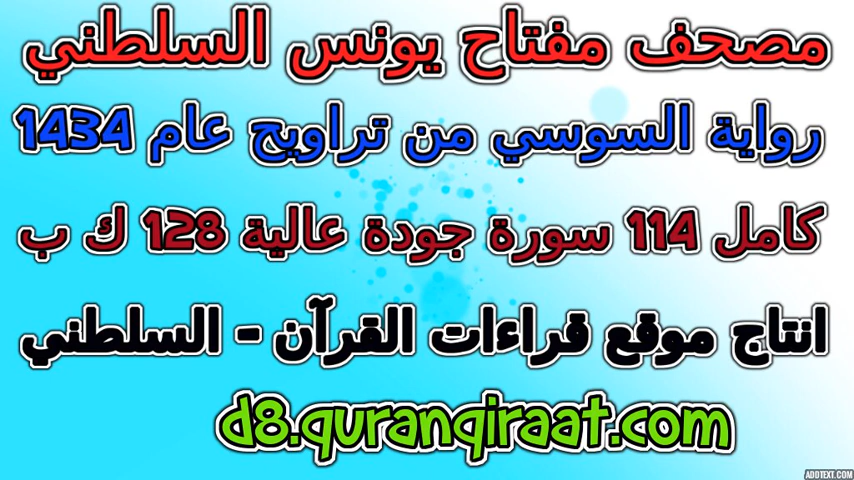 مصحف مفتاح يونس السلطني
رواية السوسي من تراويح عام 1434
كامل 114 سورة جودة عالية 128 ك ب
انتاج موقع قراءات القرآن - السلطني
d8.quranqiraat.com
ADDTEXT.COM